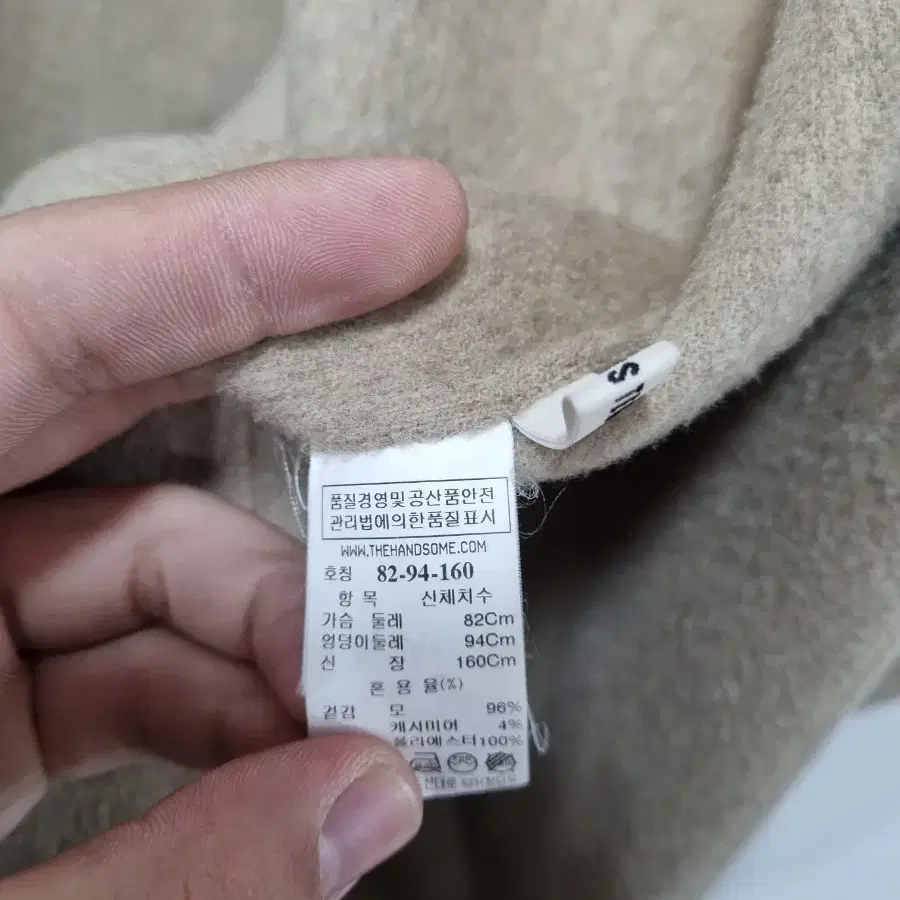 품질경영및공산품안전
관리법에의한품질표시
WWW.THEHANDSOME.COM
호칭 82-94-160
항 목 신체치수
가슴 둘레 82Cm
엉덩이둘레 94Cm
신 장 160Cm
혼 용 율(%)
겉감 모 96%
캐시미어 4%
폴리에스터100%
S